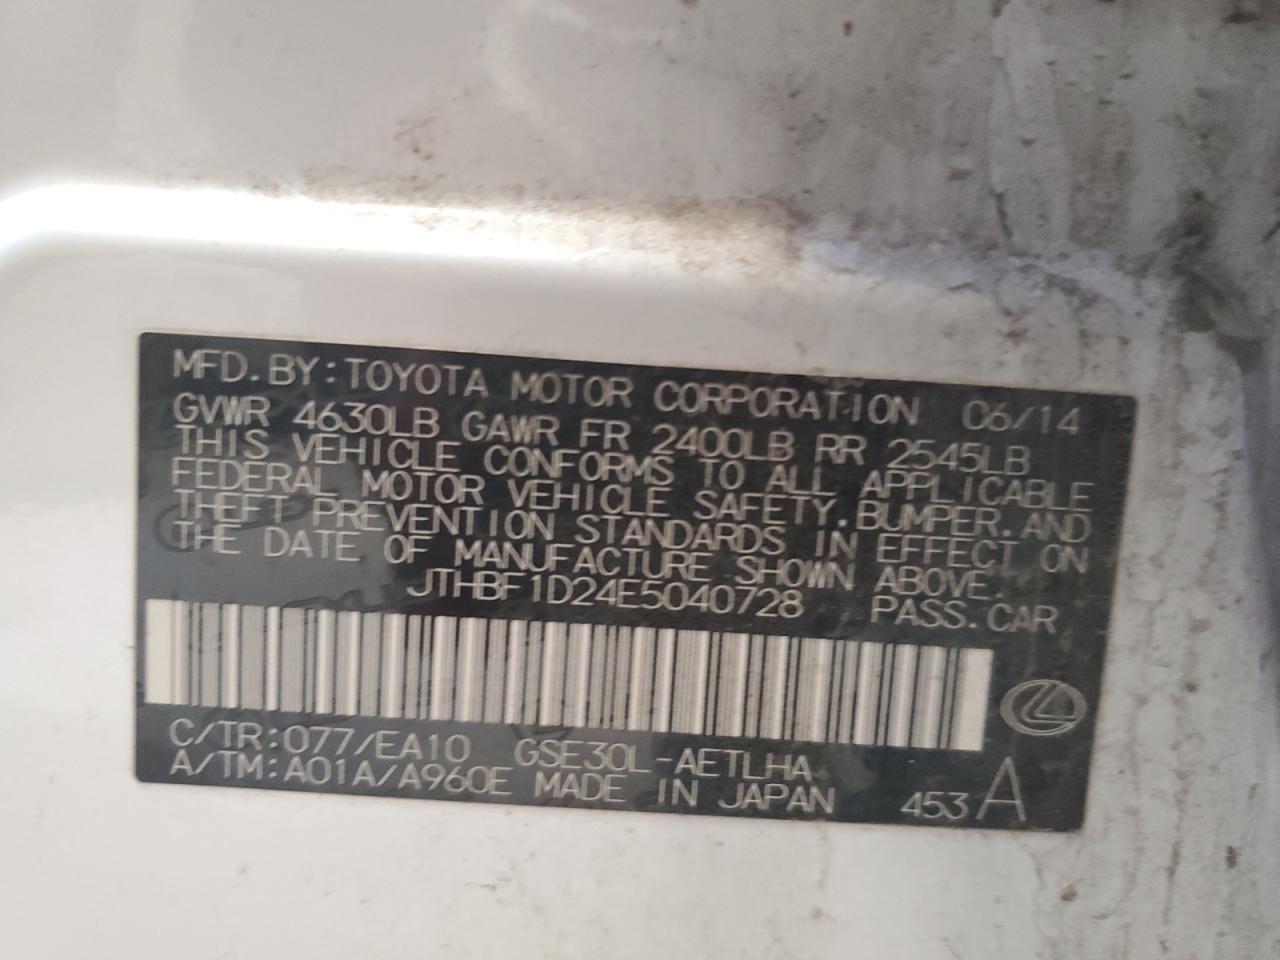 MFD. BY: TOYOTA MOTOR CORPORATION 06/14
GVWR 4630LB GAWR FR 2400LB RR 2545LB
THIS VEHICLE CONFORMS TO ALL APPLICABLE
FEDERAL MOTOR VEHICLE SAFETY, BUMPER, AND
THEFT PREVENTION STANDARDS IN EFFECT ON
THE DATE OF MANUFACTURE SHOWN ABOVE.
JTHBF1D24E5040728 PASS. CAR
C/TR: 077/EA10 GSE30L-AETLHA
A/TM: A01A/A960E MADE IN JAPAN 453 A